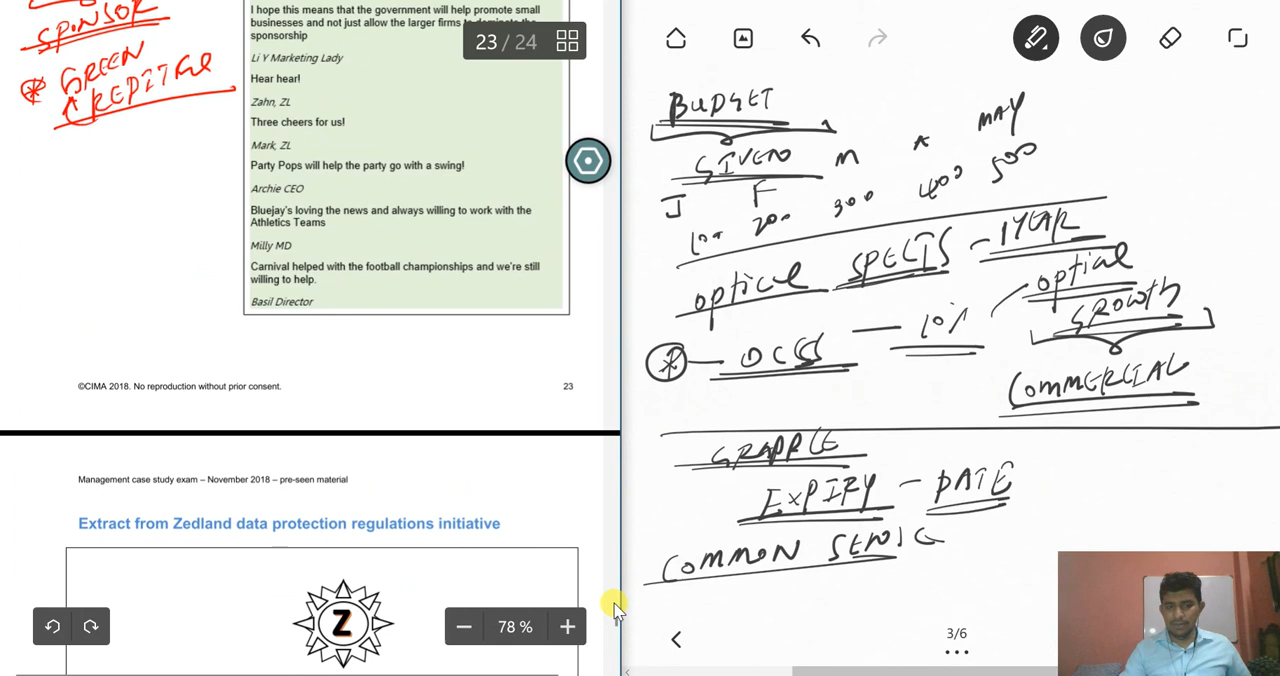 SPONSOR
* GREEN
CREDITAL
I hope this means that the government will help promote small
businesses and not just allow the larger firms to dominate the
sponsorship
Li Y Marketing Lady
Hear hear!
Zahn, ZL
Three cheers for us!
Mark, ZL
Party Pops will help the party go with a swing!
Archie CEO
Bluejay's loving the news and always willing to work with the
Athletics Teams
Milly MD
Carnival helped with the football championships and we're still
willing to help.
Basil Director
23 / 24
©CIMA 2018. No reproduction without prior consent.
23
Management case study exam – November 2018 – pre-seen material
Extract from Zedland data protection regulations initiative
Z
78 %
BUDGET
GIVEN
J F M A MAY
100 200 300 400 500
optical SPECTS - 1 YEAR
* - OCSS - 10% optial
GROWTH
COMMERCIAL
GRAPPLE
EXPIRY - DATE
COMMON
3/6